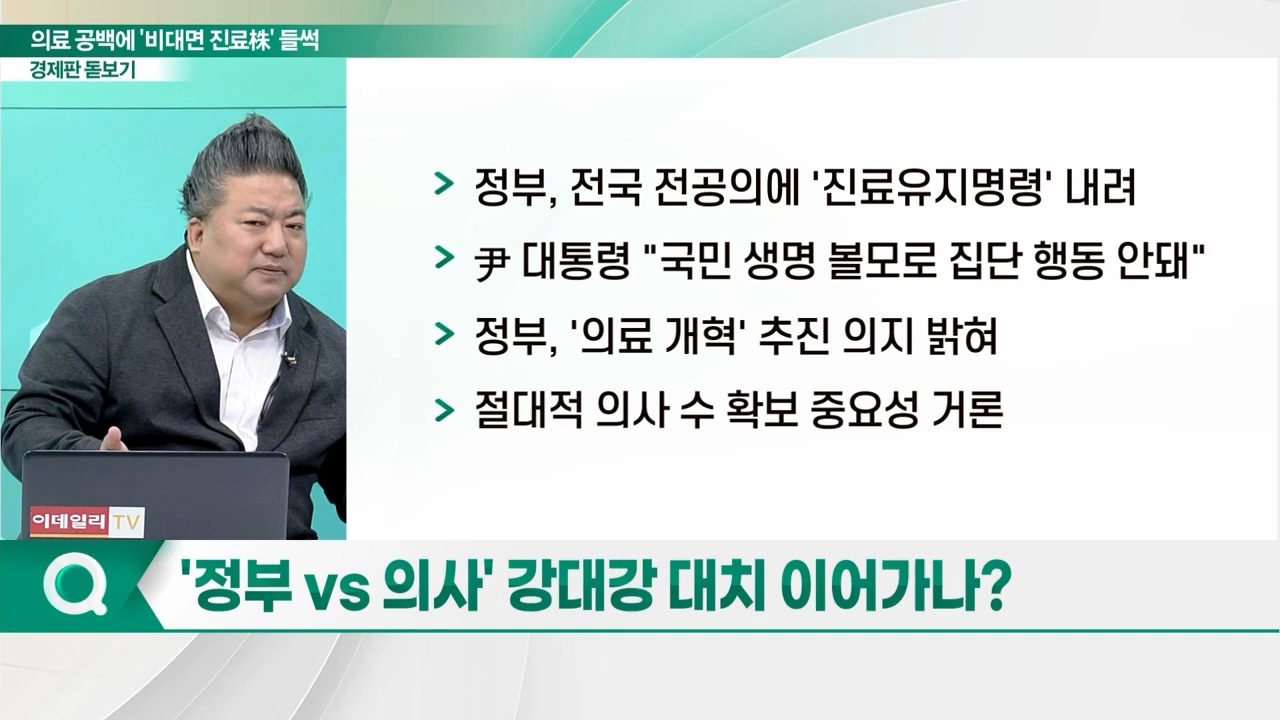 의료 공백에 '비대면 진료株' 들썩
경제판 돋보기
> 정부, 전국 전공의에 '진료유지명령' 내려
> 尹 대통령 "국민 생명 볼모로 집단 행동 안돼"
> 정부, '의료 개혁' 추진 의지 밝혀
> 절대적 의사 수 확보 중요성 거론
이데일리 TV
'정부 vs 의사' 강대강 대치 이어가나?